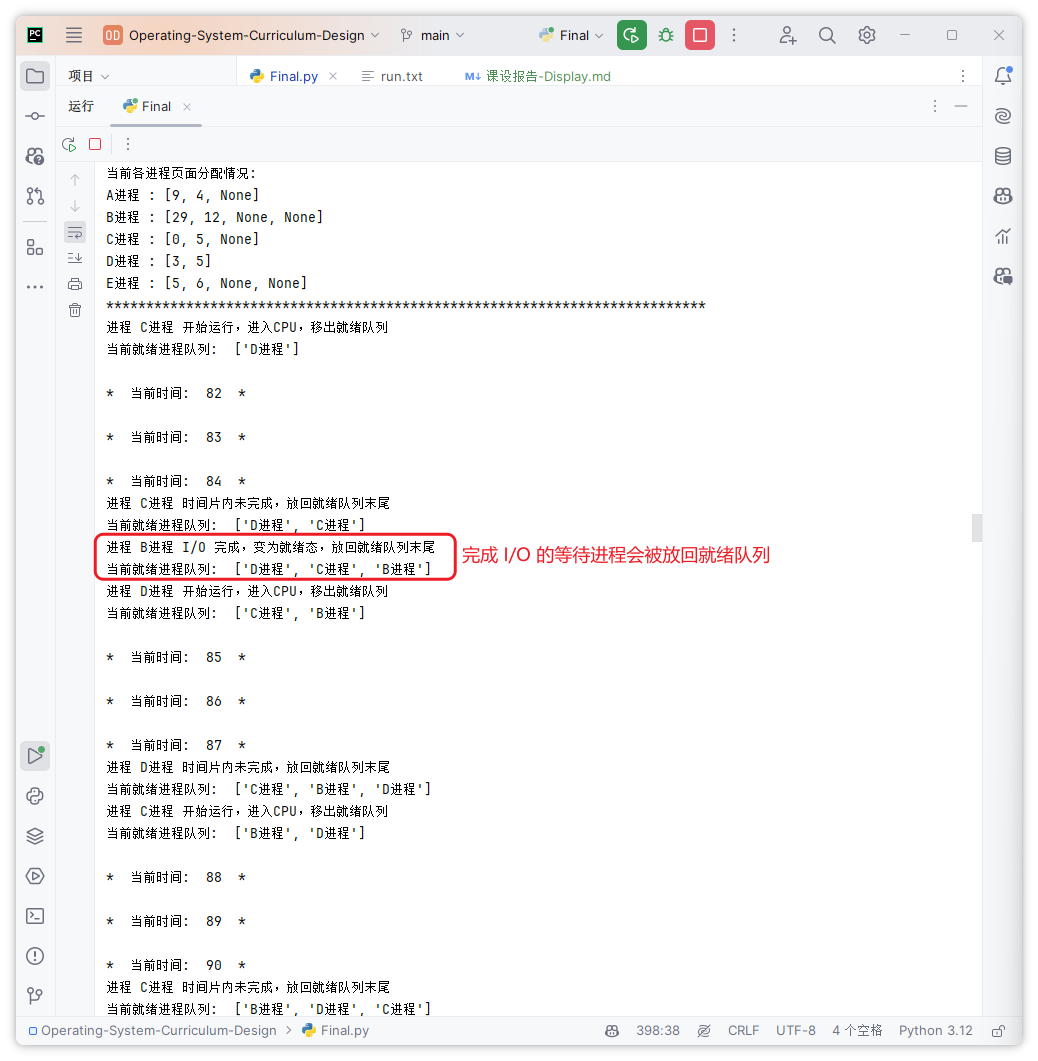 PC OD Operating-System-Curriculum-Design main Final
项目 Final.py run.txt M↓ 课设报告-Display.md
运行 Final
当前各进程页面分配情况:
A进程 : [9, 4, None]
B进程 : [29, 12, None, None]
C进程 : [0, 5, None]
D进程 : [3, 5]
E进程 : [5, 6, None, None]
***************************************************************************
进程 C进程 开始运行，进入CPU，移出就绪队列
当前就绪进程队列: ['D进程']
* 当前时间: 82 *
* 当前时间: 83 *
* 当前时间: 84 *
进程 C进程 时间片内未完成，放回就绪队列末尾
当前就绪进程队列: ['D进程', 'C进程']
进程 B进程 I/O 完成，变为就绪态，放回就绪队列末尾
当前就绪进程队列: ['D进程', 'C进程', 'B进程']
完成 I/O 的等待进程会被放回就绪队列
进程 D进程 开始运行，进入CPU，移出就绪队列
当前就绪进程队列: ['C进程', 'B进程']
* 当前时间: 85 *
* 当前时间: 86 *
* 当前时间: 87 *
进程 D进程 时间片内未完成，放回就绪队列末尾
当前就绪进程队列: ['C进程', 'B进程', 'D进程']
进程 C进程 开始运行，进入CPU，移出就绪队列
当前就绪进程队列: ['B进程', 'D进程']
* 当前时间: 88 *
* 当前时间: 89 *
* 当前时间: 90 *
进程 C进程 时间片内未完成，放回就绪队列末尾
当前就绪进程队列: ['B进程', 'D进程', 'C进程']
Operating-System-Curriculum-Design Final.py 398:38 CRLF UTF-8 4 个空格 Python 3.12